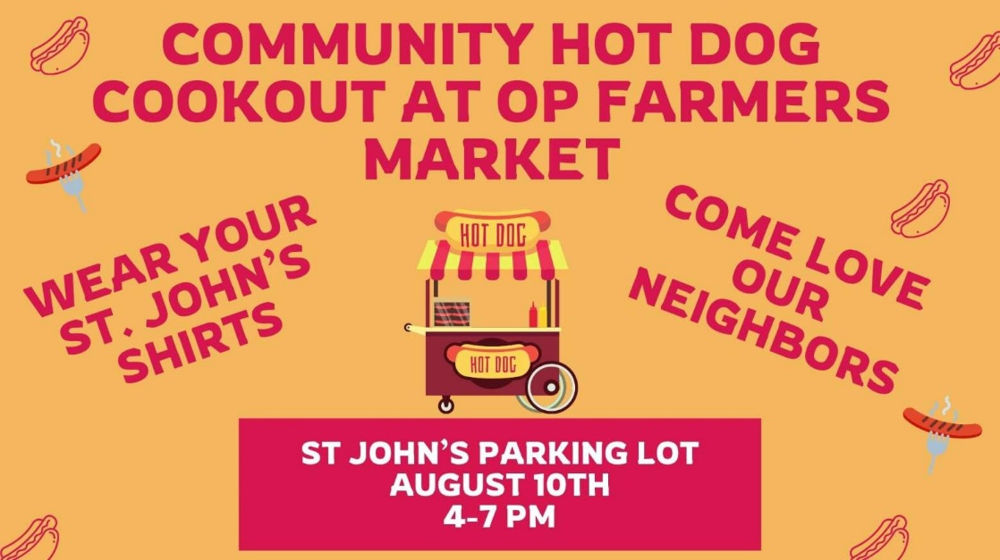 COMMUNITY HOT DOG
COOKOUT AT OP FARMERS
MARKET
WEAR YOUR
ST. JOHN'S
SHIRTS
HOT DOG
HOT DOG
COME LOVE
OUR
NEIGHBORS
ST JOHN'S PARKING LOT
AUGUST 10TH
4-7 PM